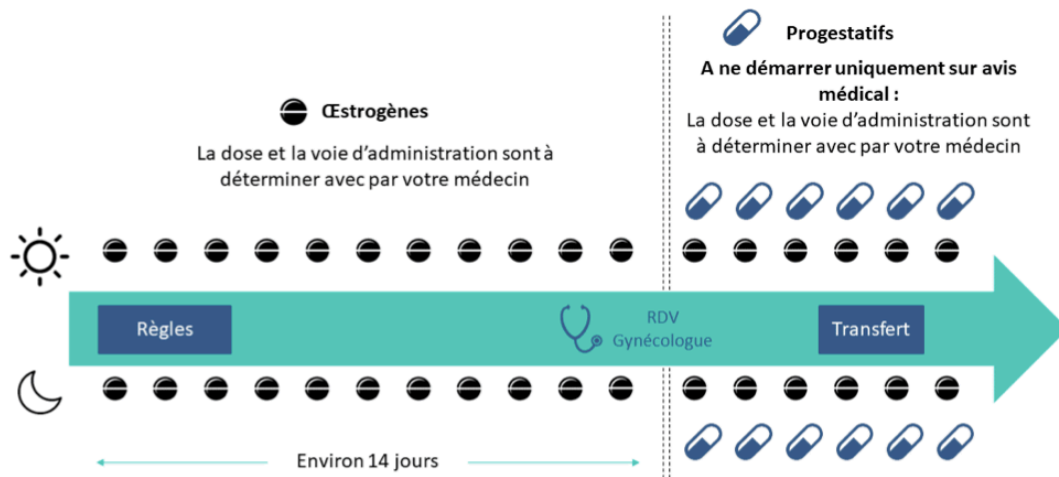 Progestatifs
A ne démarrer uniquement sur avis
médical :
La dose et la voie d'administration sont
à déterminer avec par votre médecin
Œstrogènes
La dose et la voie d'administration sont à
déterminer avec par votre médecin
Règles
RDV
Gynécologue
Transfert
Environ 14 jours